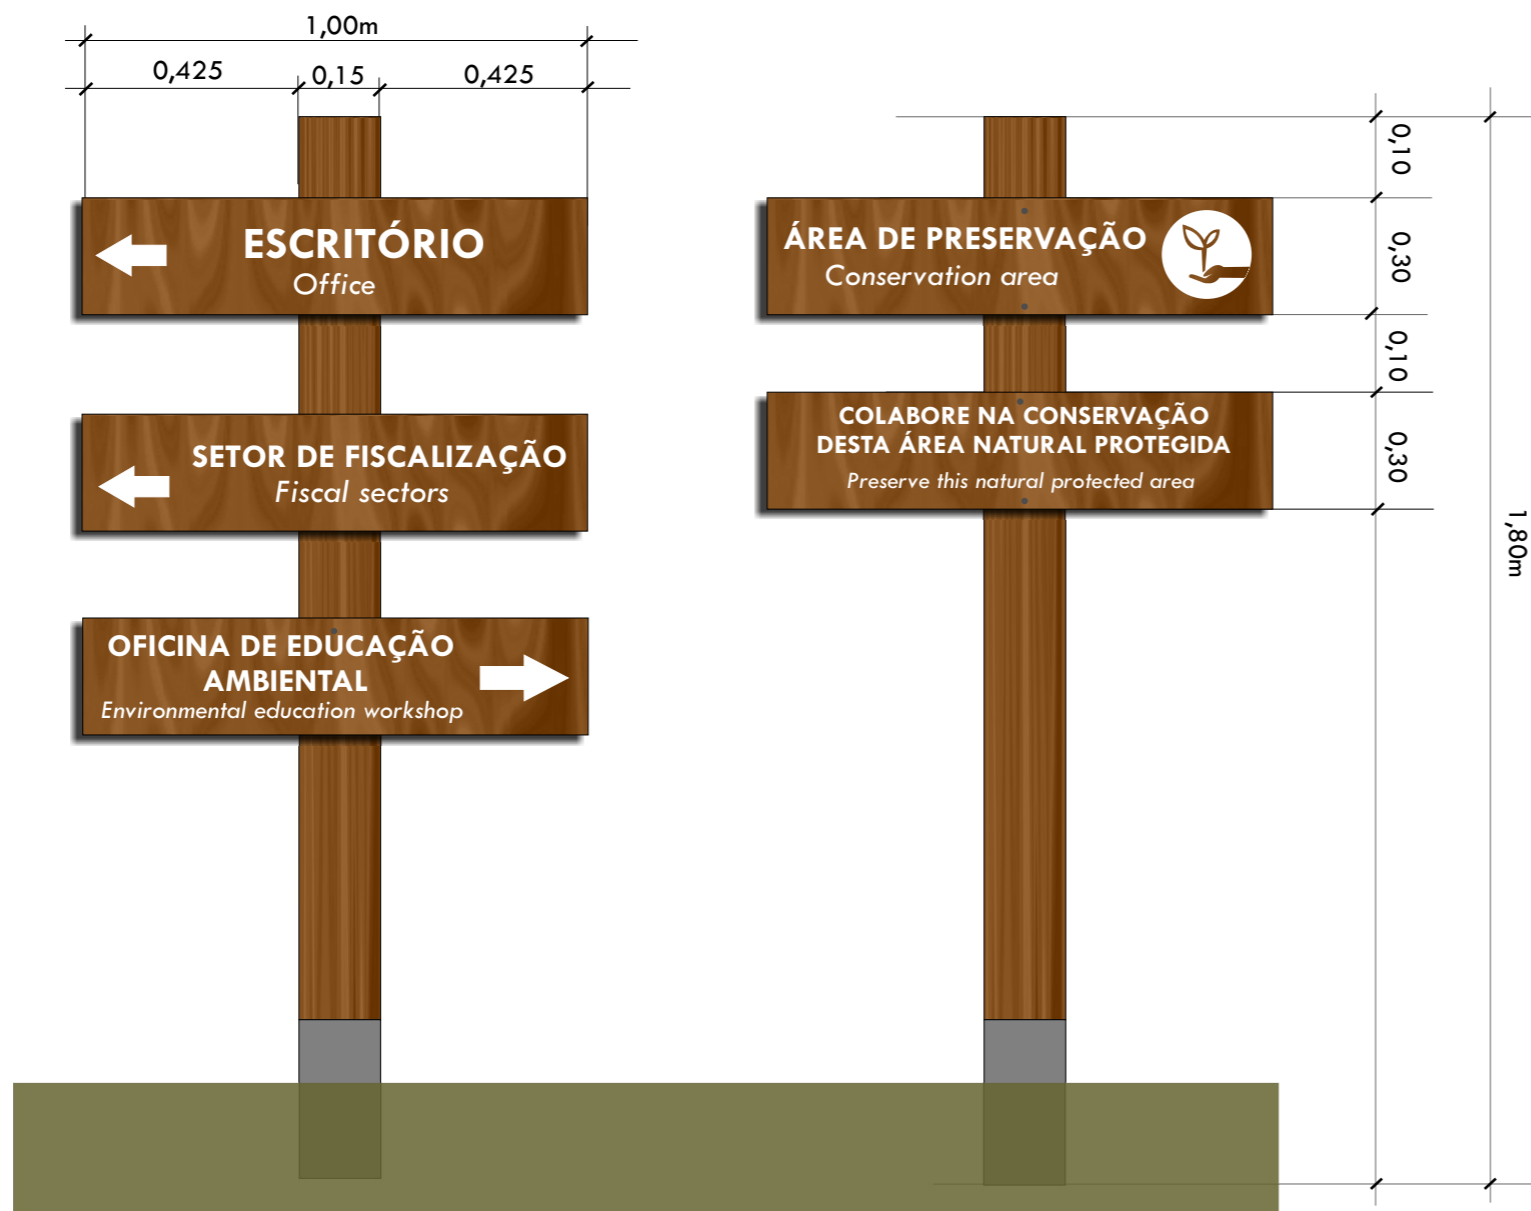 1,00m
0,425
0,15
0,425
ESCRITÓRIO
Office
SETOR DE FISCALIZAÇÃO
Fiscal sectors
OFICINA DE EDUCAÇÃO
AMBIENTAL
Environmental education workshop
ÁREA DE PRESERVAÇÃO
Conservation area
COLABORE NA CONSERVAÇÃO
DESTA ÁREA NATURAL PROTEGIDA
Preserve this natural protected area
0,10
0,30
0,10
0,30
1,80m